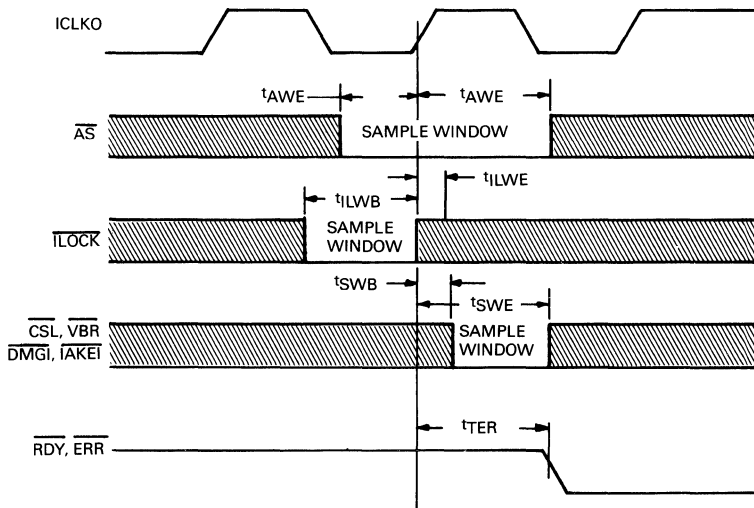 ICLKO
tAWE tAWE
AS SAMPLE WINDOW
tILWE
tILWB
ILOCK SAMPLE
WINDOW
tSWB
tSWE
CSL, VBR SAMPLE
DMGI, IAKEI WINDOW
tTER
RDY, ERR